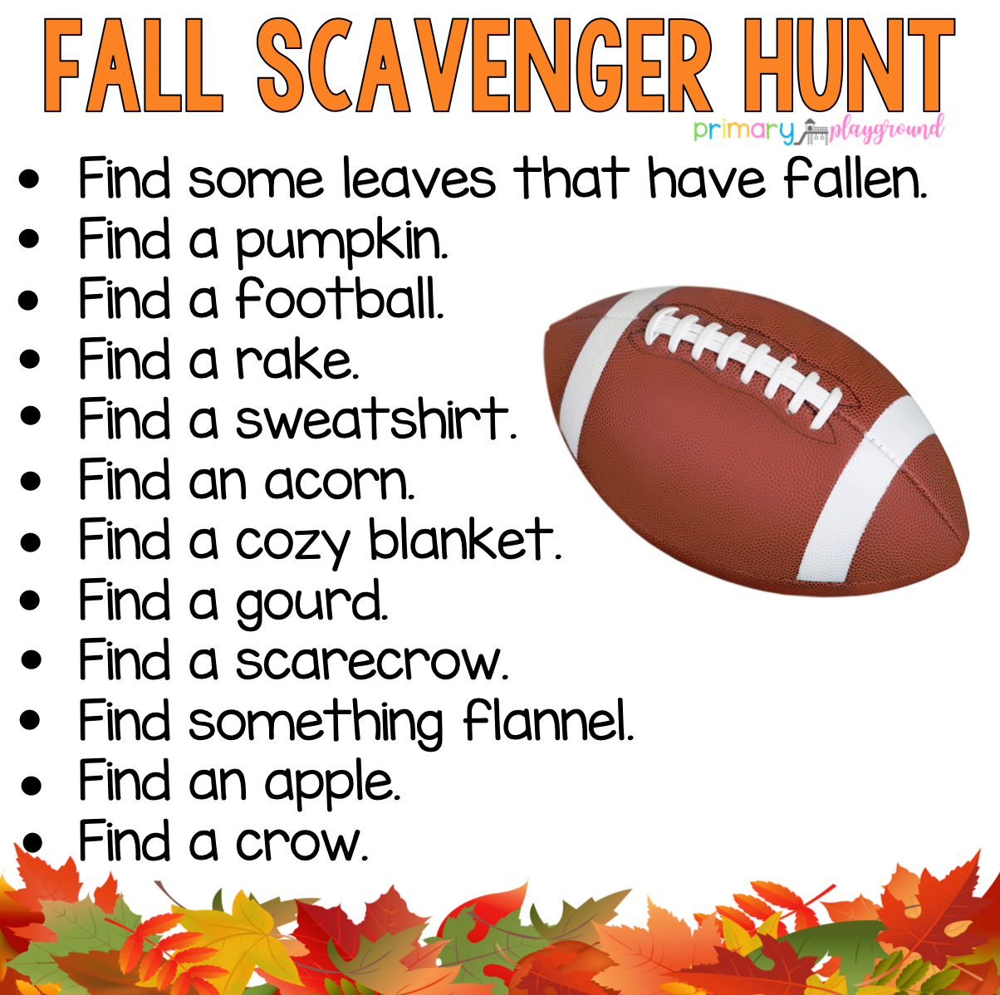 FALL SCAVENGER HUNT
primary playground
• Find some leaves that have fallen.
• Find a pumpkin.
• Find a football.
• Find a rake.
• Find a sweatshirt.
• Find an acorn.
• Find a cozy blanket.
• Find a gourd.
• Find a scarecrow.
• Find something flannel.
• Find an apple.
• Find a crow.